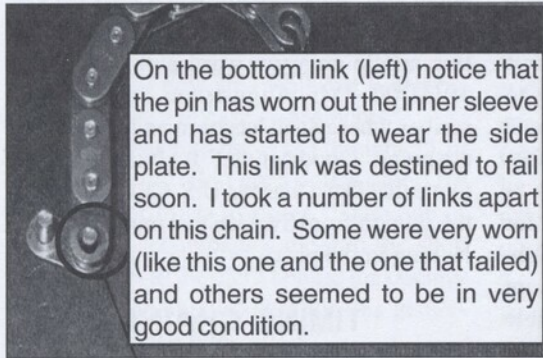 On the bottom link (left) notice that
the pin has worn out the inner sleeve
and has started to wear the side
plate. This link was destined to fail
soon. I took a number of links apart
on this chain. Some were very worn
(like this one and the one that failed)
and others seemed to be in very
good condition.